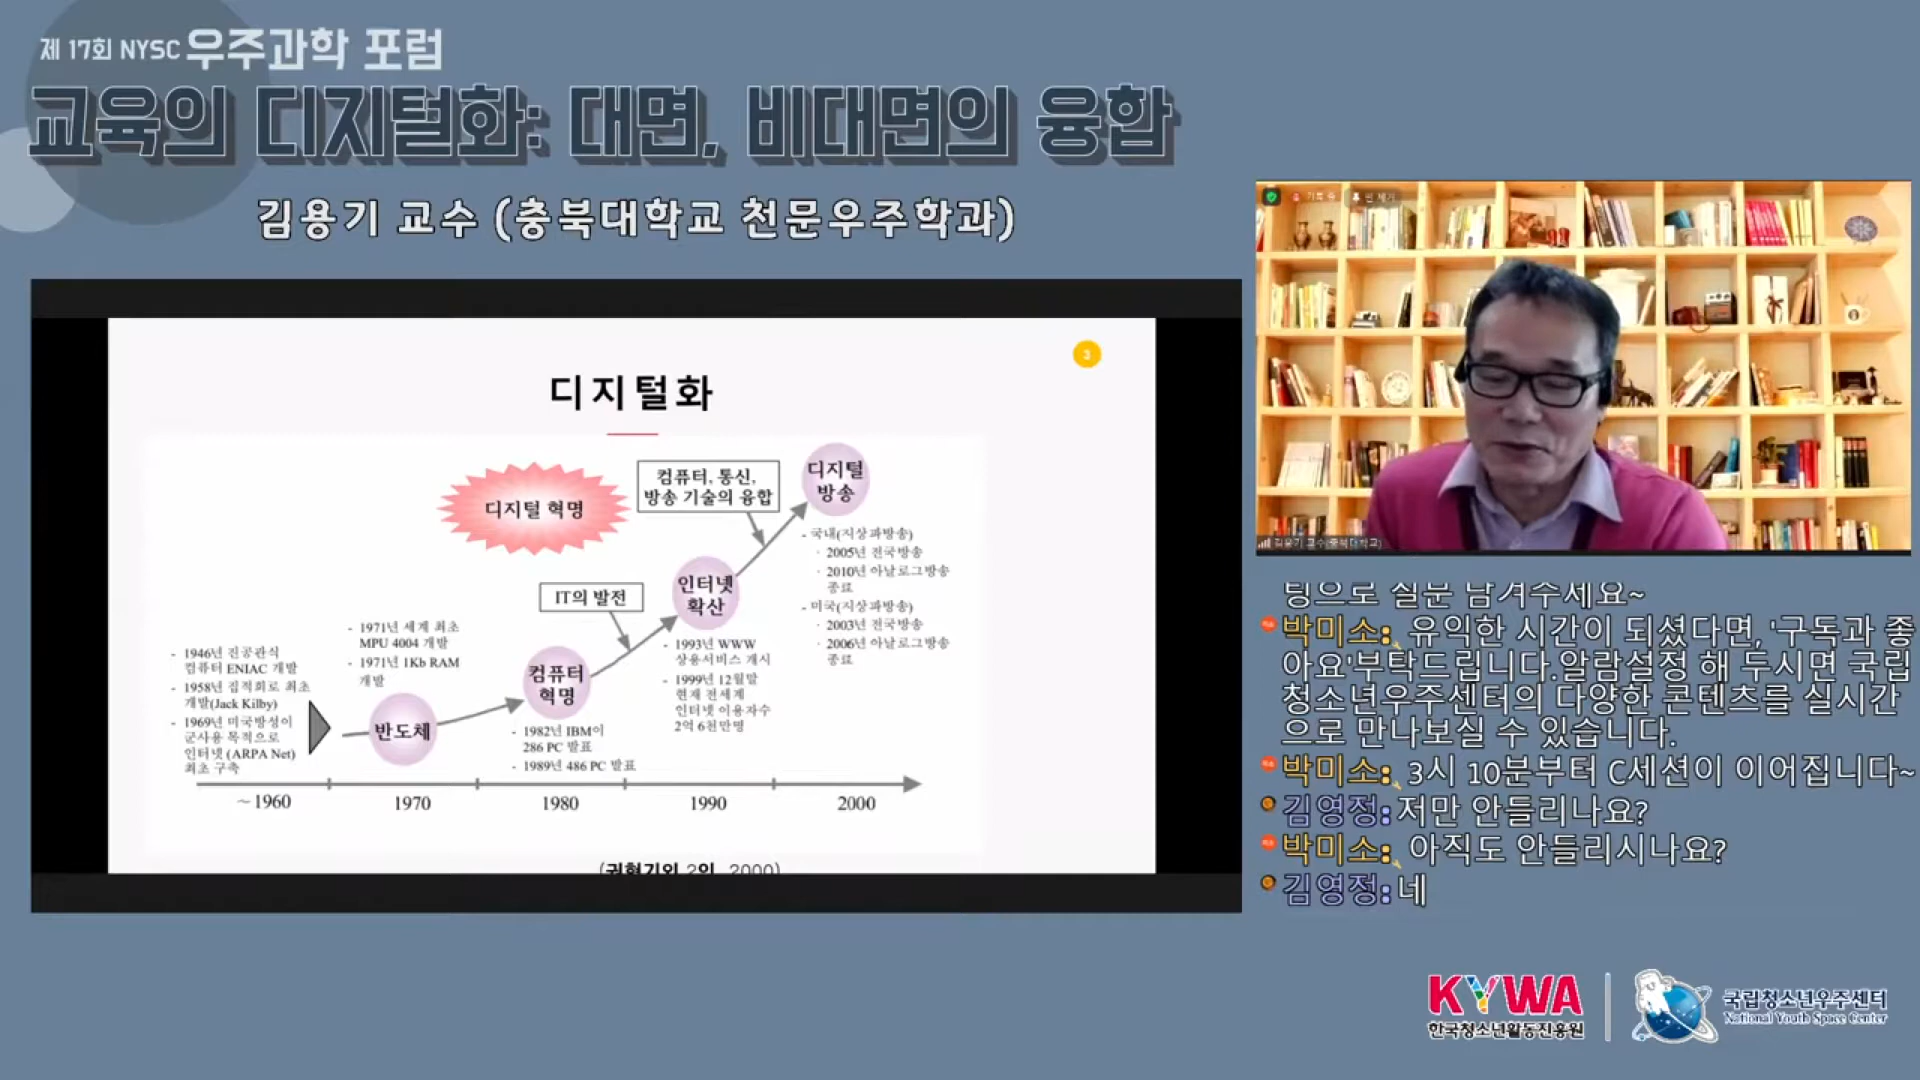 제 17회 NYSC 우주과학 포럼
교육의 디지털화: 대면, 비대면의 융합
김용기 교수 (충북대학교 천문우주학과)
3
디지털화
디지털 혁명
컴퓨터, 통신,
방송 기술의 융합
디지털
방송
- 국내(지상파방송)
· 2005년 전국방송
· 2010년 아날로그방송
종료
- 미국(지상파방송)
· 2003년 전국방송
· 2006년 아날로그방송
종료
IT의 발전
인터넷
확산
- 1993년 WWW
상용서비스 개시
- 1999년 12월말
현재 전세계
인터넷 이용자수
2억 6천만명
- 1971년 세계 최초
MPU 4004 개발
- 1971년 1Kb RAM
개발
컴퓨터
혁명
- 1982년 IBM이
286 PC 발표
- 1989년 486 PC 발표
- 1946년 진공관식
컴퓨터 ENIAC 개발
- 1958년 집적회로 최초
개발(Jack Kilby)
- 1969년 미국방성이
군사용 목적으로
인터넷 (ARPA Net)
최초 구축
반도체
~1960 1970 1980 1990 2000
2000)
김용기 교수(충북대학교)
팅으로 질문 남겨주세요~
박미소: 유익한 시간이 되셨다면, '구독과 좋
아요'부탁드립니다.알람설정 해 두시면 국립
청소년우주센터의 다양한 콘텐츠를 실시간
으로 만나보실 수 있습니다.
박미소: 3시 10분부터 C세션이 이어집니다~
김영정: 저만 안들리나요?
박미소: 아직도 안들리시나요?
김영정: 네
KYWA
한국청소년활동진흥원
국립청소년우주센터
National Youth Space Center